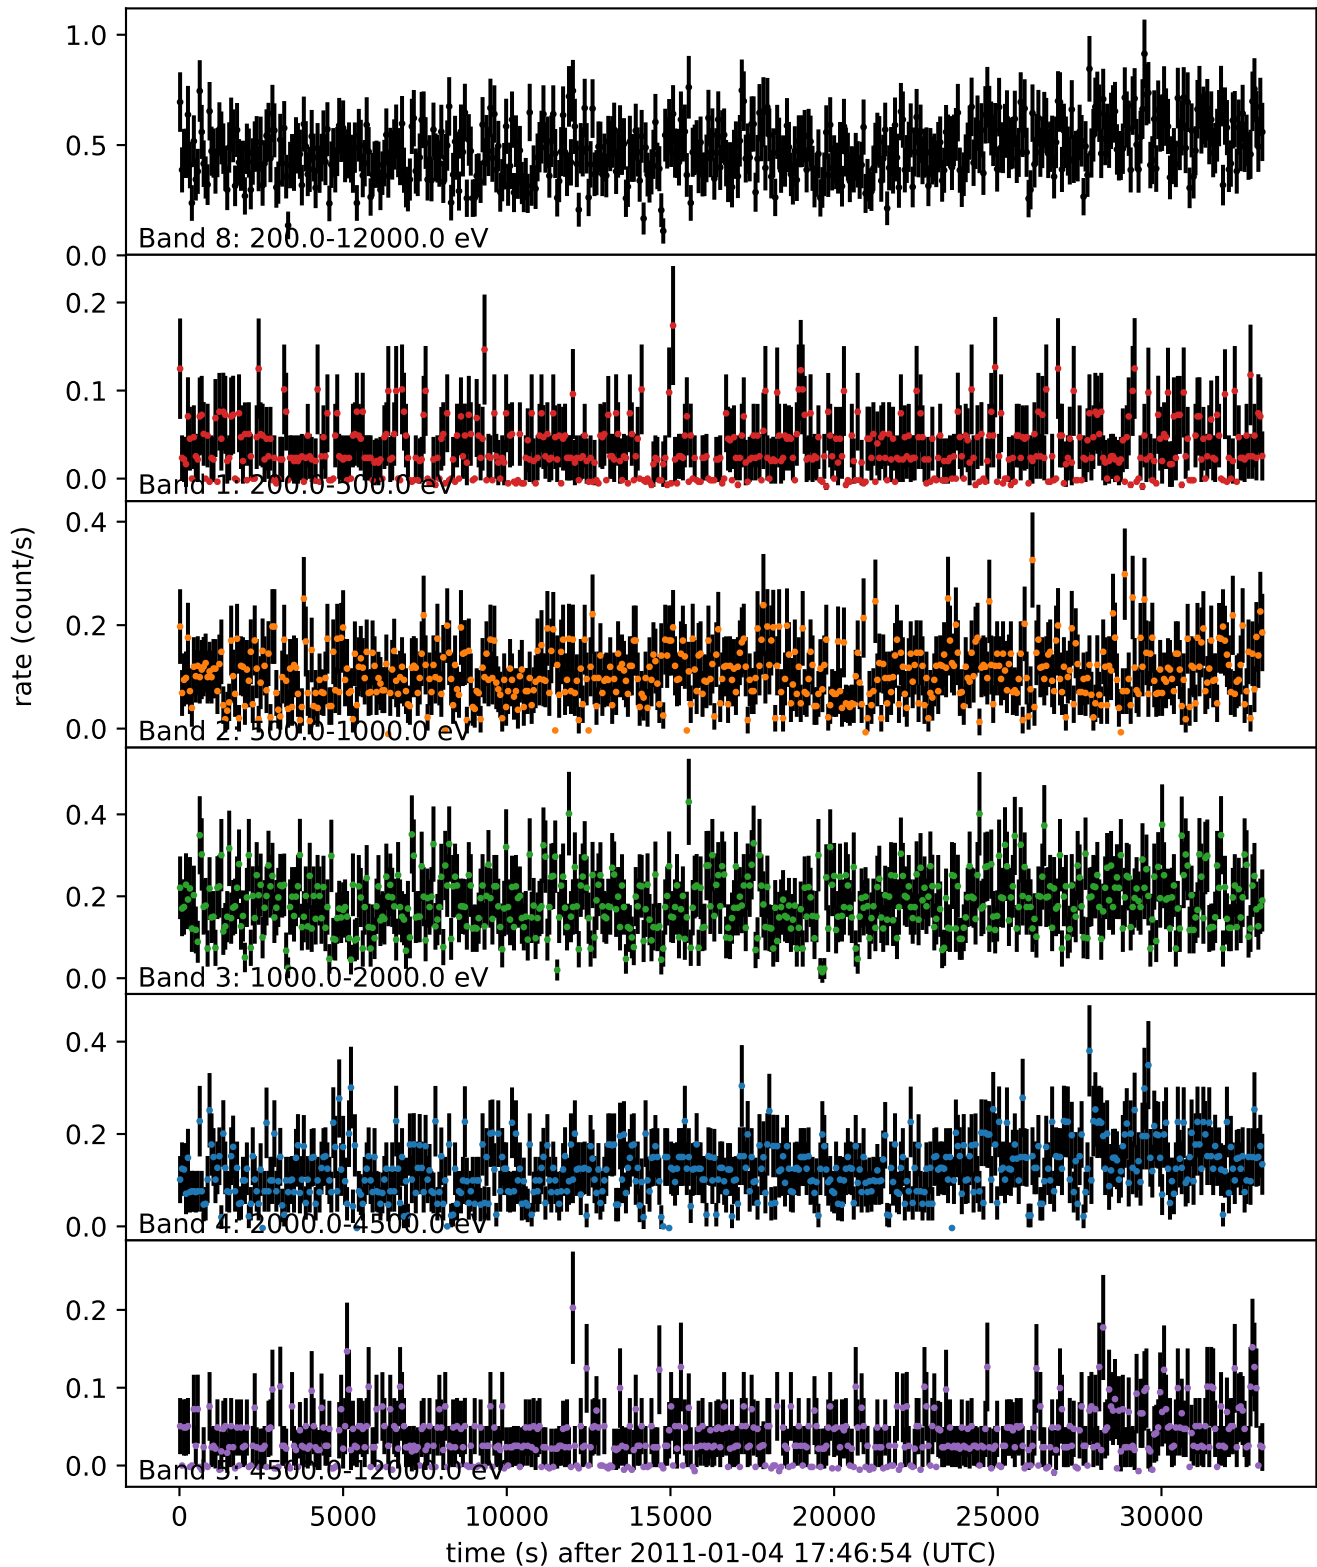 1.0
0.5
0.0
Band 8: 200.0-12000.0 eV
0.2
0.1
0.0
Band 1: 200.0-500.0 eV
rate (count/s)
0.4
0.2
0.0
Band 2: 500.0-1000.0 eV
0.4
0.2
0.0
Band 3: 1000.0-2000.0 eV
0.4
0.2
0.0
Band 4: 2000.0-4500.0 eV
0.2
0.1
0.0
Band 5: 4500.0-12000.0 eV
0 5000 10000 15000 20000 25000 30000
time (s) after 2011-01-04 17:46:54 (UTC)